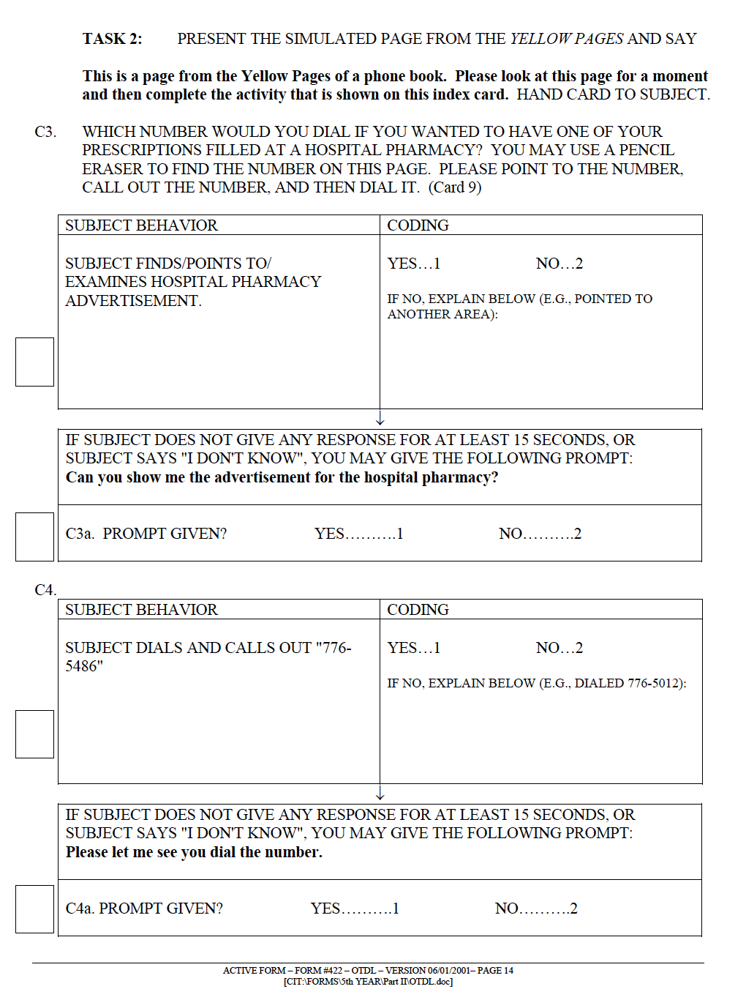 TASK 2: PRESENT THE SIMULATED PAGE FROM THE YELLOW PAGES AND SAY
This is a page from the Yellow Pages of a phone book. Please look at this page for a moment
and then complete the activity that is shown on this index card. HAND CARD TO SUBJECT.
C3. WHICH NUMBER WOULD YOU DIAL IF YOU WANTED TO HAVE ONE OF YOUR
PRESCRIPTIONS FILLED AT A HOSPITAL PHARMACY? YOU MAY USE A PENCIL
ERASER TO FIND THE NUMBER ON THIS PAGE. PLEASE POINT TO THE NUMBER,
CALL OUT THE NUMBER, AND THEN DIAL IT. (Card 9)
SUBJECT BEHAVIOR CODING
SUBJECT FINDS/POINTS TO/
EXAMINES HOSPITAL PHARMACY
ADVERTISEMENT.
YES…1 NO…2
IF NO, EXPLAIN BELOW (E.G., POINTED TO
ANOTHER AREA):
↓
IF SUBJECT DOES NOT GIVE ANY RESPONSE FOR AT LEAST 15 SECONDS, OR
SUBJECT SAYS "I DON'T KNOW", YOU MAY GIVE THE FOLLOWING PROMPT:
Can you show me the advertisement for the hospital pharmacy?
C3a. PROMPT GIVEN? YES……….1 NO……….2
C4.
SUBJECT BEHAVIOR CODING
SUBJECT DIALS AND CALLS OUT "776-
5486"
YES…1 NO…2
IF NO, EXPLAIN BELOW (E.G., DIALED 776-5012):
↓
IF SUBJECT DOES NOT GIVE ANY RESPONSE FOR AT LEAST 15 SECONDS, OR
SUBJECT SAYS "I DON'T KNOW", YOU MAY GIVE THE FOLLOWING PROMPT:
Please let me see you dial the number.
C4a. PROMPT GIVEN? YES……….1 NO……….2
ACTIVE FORM – FORM #422 – OTDL – VERSION 06/01/2001– PAGE 14
[CIT:\FORMS\5th YEAR\Part II\OTDL.doc]